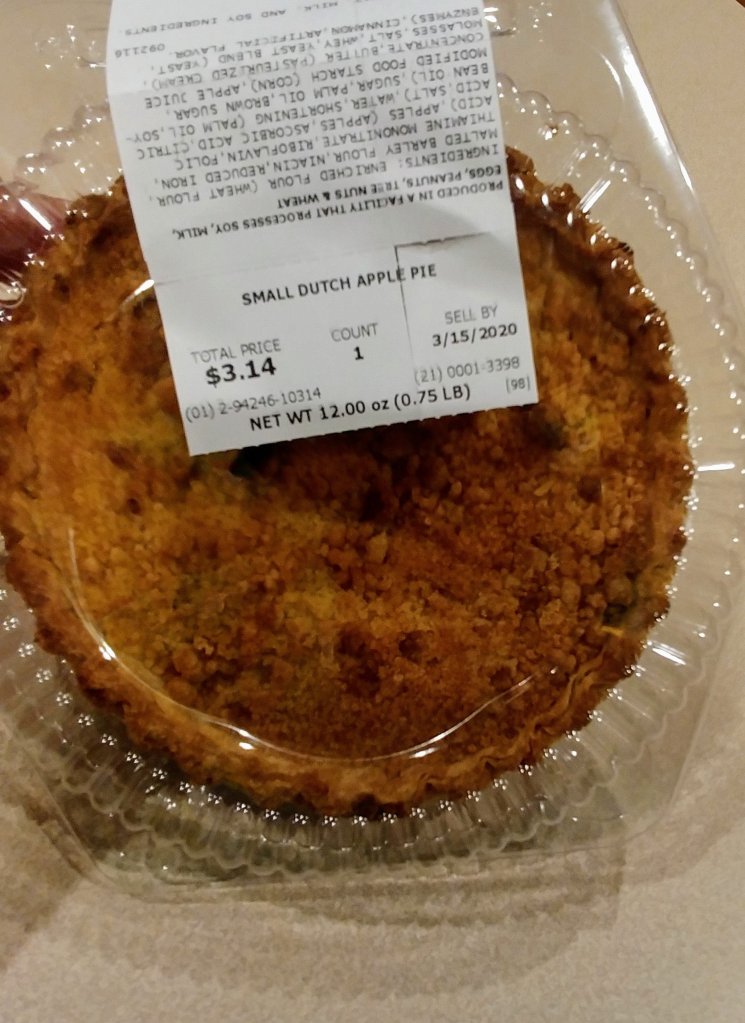 SMALL DUTCH APPLE PIE
TOTAL PRICE COUNT SELL BY
$3.14 1 3/15/2020
(01) 2-94246-10314 (21) 0001-3398
NET WT 12.00 oz (0.75 LB) [98]
PRODUCED IN A FACILITY THAT PROCESSES SOY, MILK,
EGGS, PEANUTS, TREE NUTS & WHEAT
INGREDIENTS: ENRICHED FLOUR (WHEAT FLOUR,
MALTED BARLEY FLOUR,NIACIN,REDUCED IRON,
THIAMINE MONONITRATE,RIBOFLAVIN,FOLIC
ACID), APPLES (APPLES,ASCORBIC ACID,CITRIC
ACID,SALT),WATER,SHORTENING (PALM OIL,SOY-
BEAN OIL),SUGAR,PALM OIL,BROWN SUGAR,
MODIFIED FOOD STARCH (CORN),APPLE JUICE
CONCENTRATE,BUTTER (PASTEURIZED CREAM),
MOLASSES,SALT,WHEY,YEAST BLEND (YEAST,
ENZYMES),CINNAMON,ARTIFICIAL FLAVOR. 092116
MILK, AND SOY INGREDIENTS.